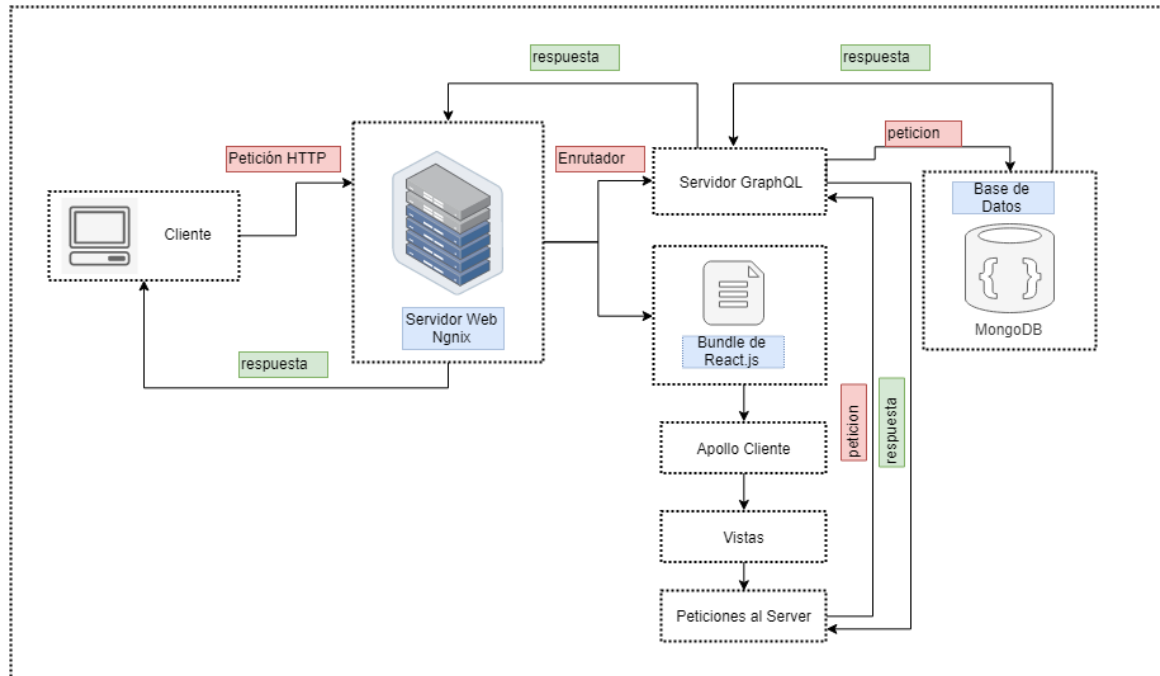 respuesta
respuesta
peticion
Petición HTTP
Enrutador
Servidor GraphQL
Base de
Datos
Cliente
Servidor Web
Ngnix
MongoDB
Bundle de
React.js
respuesta
peticion
respuesta
Apollo Cliente
Vistas
Peticiones al Server